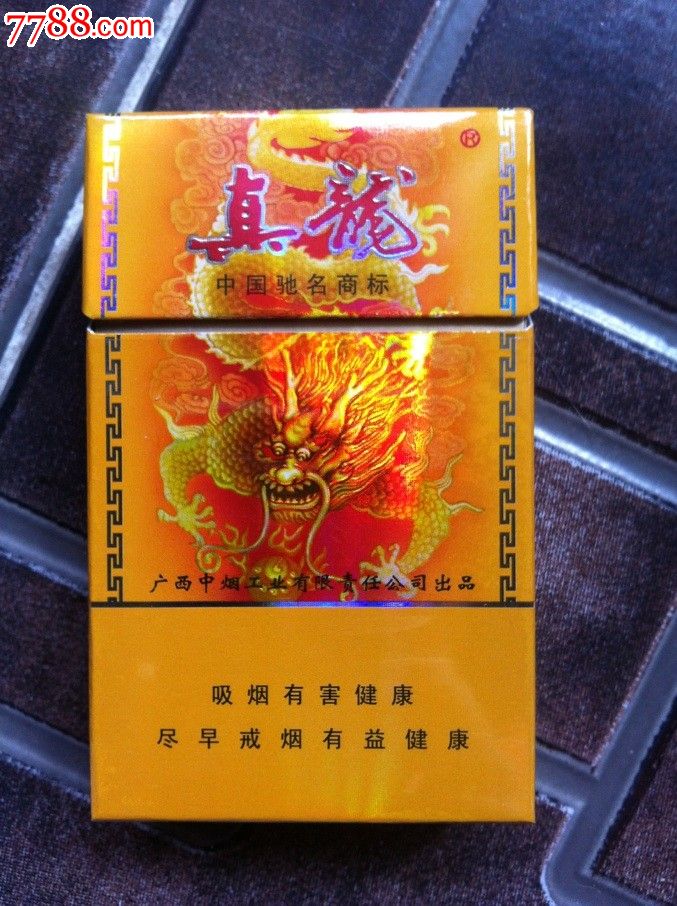 7788.com
®
真龍
中国驰名商标
广西中烟工业有限责任公司出品
吸烟有害健康
尽早戒烟有益健康